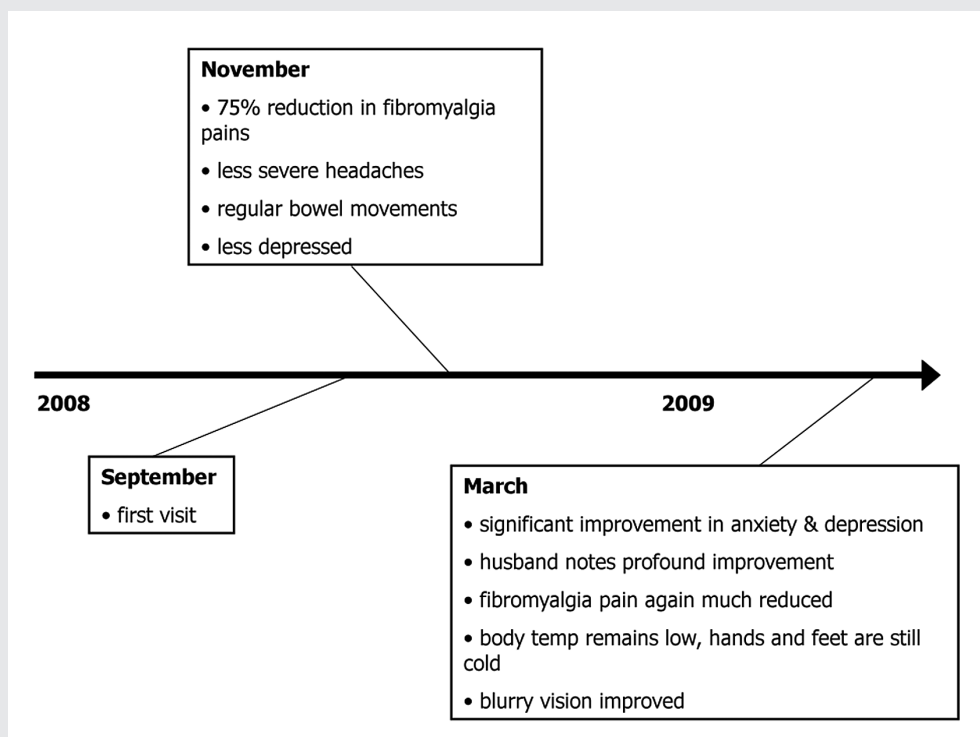 November
• 75% reduction in fibromyalgia
pains
• less severe headaches
• regular bowel movements
• less depressed
2008
2009
September
• first visit
March
• significant improvement in anxiety & depression
• husband notes profound improvement
• fibromyalgia pain again much reduced
• body temp remains low, hands and feet are still
cold
• blurry vision improved